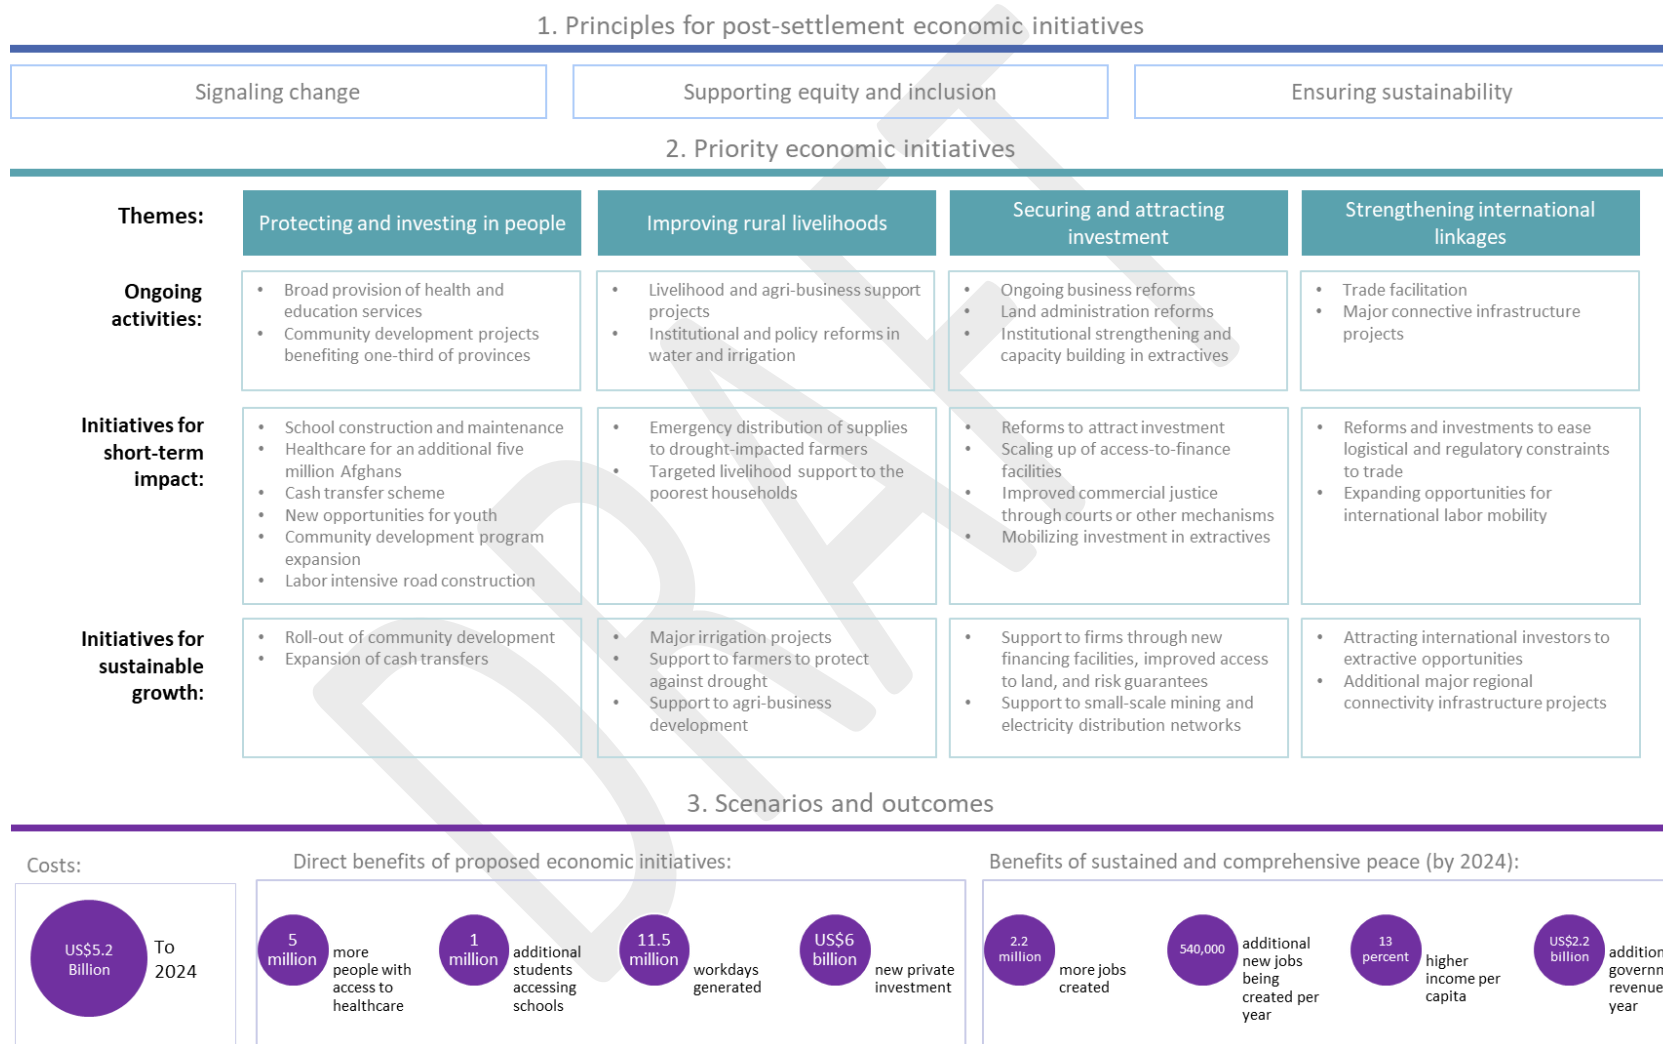 1. Principles for post-settlement economic initiatives
Signaling change
Supporting equity and inclusion
Ensuring sustainability
2. Priority economic initiatives
Themes:
Protecting and investing in people
Improving rural livelihoods
Securing and attracting
investment
Strengthening international
linkages
Ongoing
activities:
• Broad provision of health and
education services
• Community development projects
benefiting one-third of provinces
• Livelihood and agri-business support
projects
• Institutional and policy reforms in
water and irrigation
• Ongoing business reforms
• Land administration reforms
• Institutional strengthening and
capacity building in extractives
• Trade facilitation
• Major connective infrastructure
projects
Initiatives for
short-term
impact:
• School construction and maintenance
• Healthcare for an additional five
million Afghans
• Cash transfer scheme
• New opportunities for youth
• Community development program
expansion
• Labor intensive road construction
• Emergency distribution of supplies
to drought-impacted farmers
• Targeted livelihood support to the
poorest households
• Reforms to attract investment
• Scaling up of access-to-finance
facilities
• Improved commercial justice
through courts or other mechanisms
• Mobilizing investment in extractives
• Reforms and investments to ease
logistical and regulatory constraints
to trade
• Expanding opportunities for
international labor mobility
Initiatives for
sustainable
growth:
• Roll-out of community development
• Expansion of cash transfers
• Major irrigation projects
• Support to farmers to protect
against drought
• Support to agri-business
development
• Support to firms through new
financing facilities, improved access
to land, and risk guarantees
• Support to small-scale mining and
electricity distribution networks
• Attracting international investors to
extractive opportunities
• Additional major regional
connectivity infrastructure projects
DRAFT
3. Scenarios and outcomes
Costs:
US$5.2
Billion
To
2024
Direct benefits of proposed economic initiatives:
5
million
more
people with
access to
healthcare
1
million
additional
students
accessing
schools
11.5
million
workdays
generated
US$6
billion
new private
investment
Benefits of sustained and comprehensive peace (by 2024):
2.2
million
more jobs
created
540,000
additional
new jobs
being
created per
year
13
percent
higher
income per
capita
US$2.2
billion
addition
governm
revenue
year